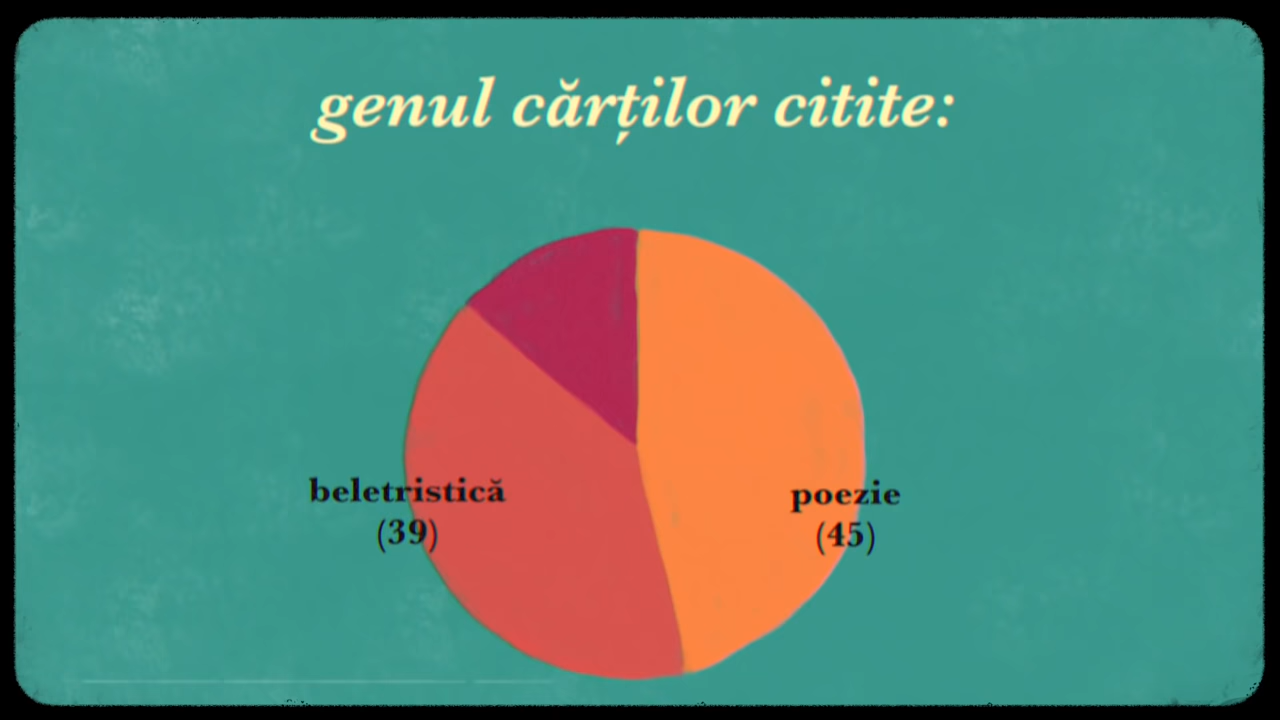 genul cărților citite:
beletristică
(39)
poezie
(45)